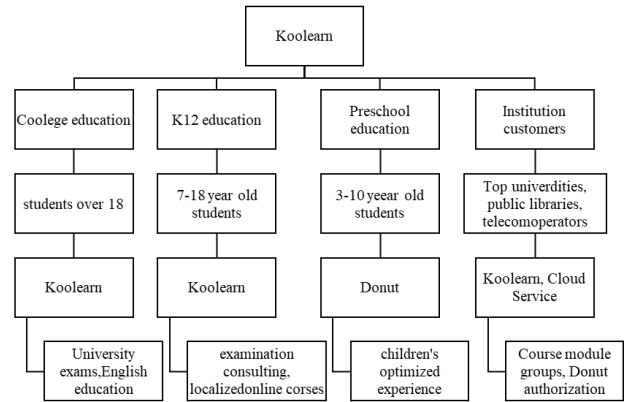 Koolearn
Coolege education
K12 education
Preschool
education
Institution
customers
students over 18
7-18 year old
students
3-10 yeear old
students
Top univerdities,
public libraries,
telecomoperators
Koolearn
Koolearn
Donut
Koolearn, Cloud
Service
University
exams,English
education
examination
consulting,
localizedonline corses
children's
optimized
experience
Course module
groups, Donut
authorization